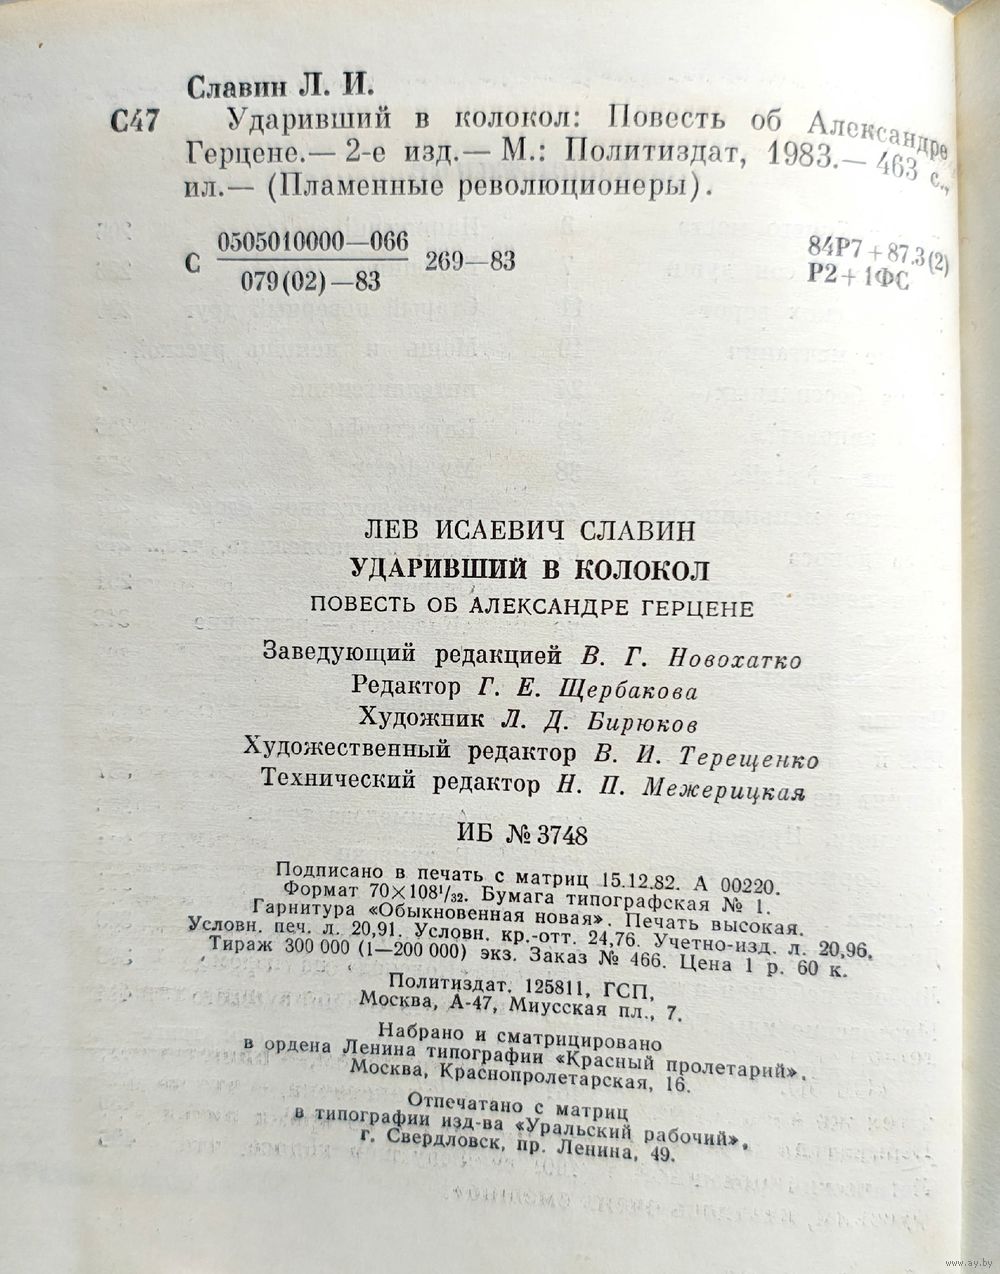 Славин Л. И.
С47 Ударивший в колокол: Повесть об Александре
Герцене.— 2-е изд.— М.: Политиздат, 1983.— 463 с.,
ил.— (Пламенные революционеры).
С 0505010000—066 269—83 84Р7+87.3(2)
079(02)—83 Р2+1ФС
ЛЕВ ИСАЕВИЧ СЛАВИН
УДАРИВШИЙ В КОЛОКОЛ
ПОВЕСТЬ ОБ АЛЕКСАНДРЕ ГЕРЦЕНЕ
Заведующий редакцией В. Г. Новохатко
Редактор Г. Е. Щербакова
Художник Л. Д. Бирюков
Художественный редактор В. И. Терещенко
Технический редактор Н. П. Межерицкая
ИБ № 3748
Подписано в печать с матриц 15.12.82. А 00220.
Формат 70×108¹/₃₂. Бумага типографская № 1.
Гарнитура «Обыкновенная новая». Печать высокая.
Условн. печ. л. 20,91. Условн. кр.-отт. 24,76. Учетно-изд. л. 20,96.
Тираж 300 000 (1—200 000) экз. Заказ № 466. Цена 1 р. 60 к.
Политиздат. 125811, ГСП,
Москва, А-47, Миусская пл., 7.
Набрано и сматрицировано
в ордена Ленина типографии «Красный пролетарий».
Москва, Краснопролетарская, 16.
Отпечатано с матриц
в типографии изд-ва «Уральский рабочий»,
г. Свердловск, пр. Ленина, 49.
www.ay.by